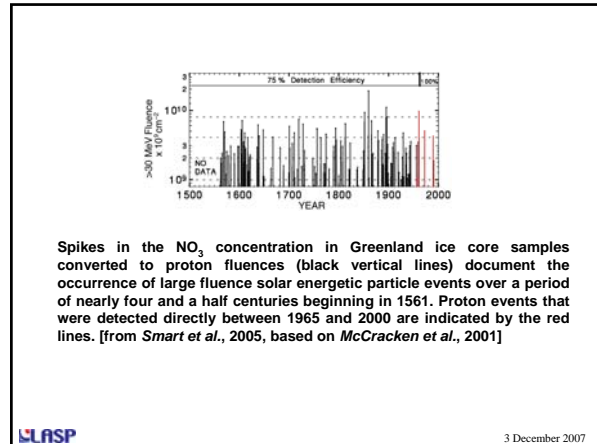 75 % Detection Efficiency
100%
3
2
10¹⁰
3
2
10⁹
>30 MeV Fluence
x 10⁹cm⁻²
NO
DATA
1500 1600 1700 1800 1900 2000
YEAR
Spikes in the NO₃ concentration in Greenland ice core samples
converted to proton fluences (black vertical lines) document the
occurrence of large fluence solar energetic particle events over a period
of nearly four and a half centuries beginning in 1561. Proton events that
were detected directly between 1965 and 2000 are indicated by the red
lines. [from Smart et al., 2005, based on McCracken et al., 2001]
LASP
3 December 2007